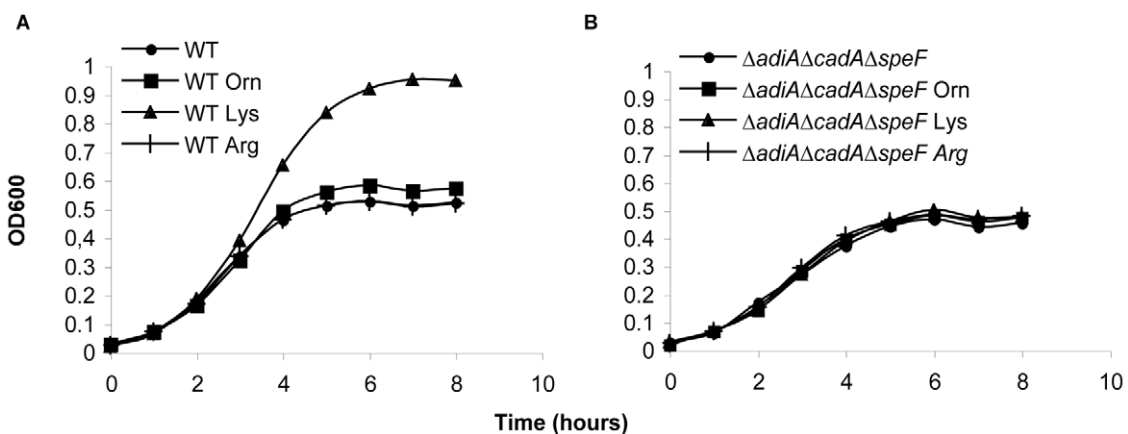 A
WT
WT Orn
WT Lys
WT Arg
1
0.9
0.8
0.7
0.6
0.5
0,4
0.3
0.2
0.1
0
0 2 4 6 8 10
OD600
B
ΔadiAΔcadAΔspeF
ΔadiAΔcadAΔspeF Orn
ΔadiAΔcadAΔspeF Lys
ΔadiAΔcadAΔspeF Arg
1
0.9
0.8
0.7
0.6
0.5
0.4
0.3
0.2
0.1
0
0 2 4 6 8 10
Time (hours)